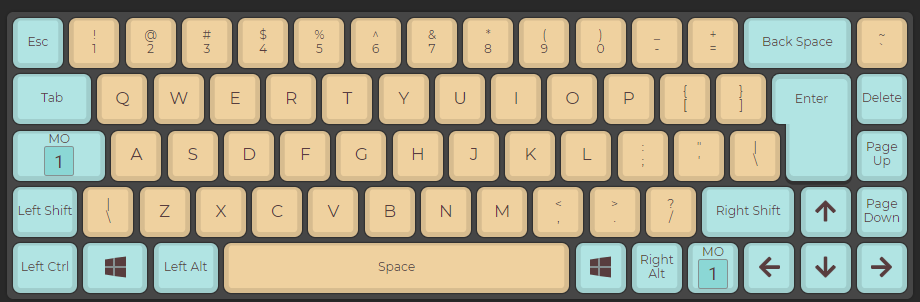 Esc ! @ # $ % ^ & * ( ) _ + Back Space ~
1 2 3 4 5 6 7 8 9 0 - = `
Tab Q W E R T Y U I O P { } Enter Delete
[ ]
MO A S D F G H J K L : " | Page
1 ; ' \ Up
Left Shift | Z X C V B N M < > ? Right Shift Page
\ , . / Down
Left Ctrl Left Alt Space Right MO
Alt 1